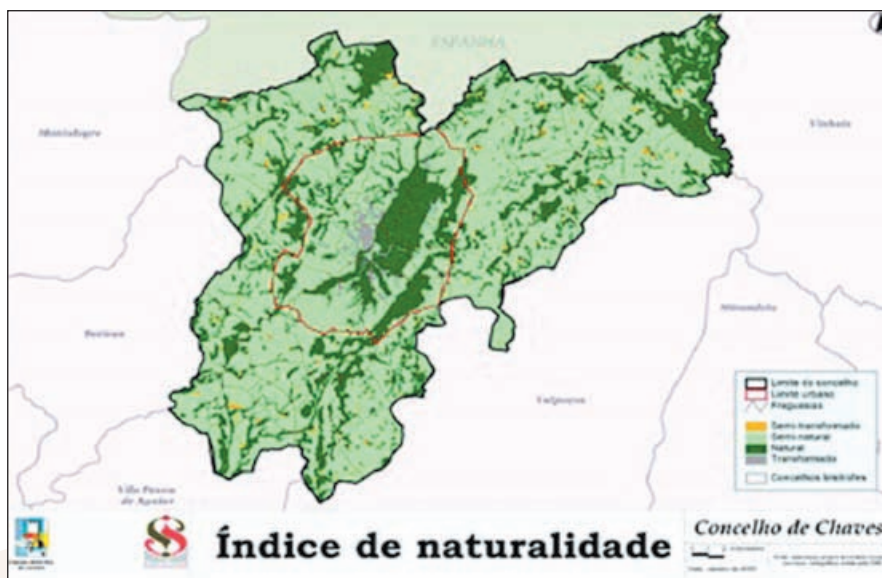 ESPANHA
Montalegre
Vinhais
Boticas
Mirandela
Valpaços
Vila Pouca
de Aguiar
Limite do concelho
Limite urbano
Freguesias
Semi-transformado
Semi-natural
Natural
Transformado
Concelhos limítrofes
Índice de naturalidade
Concelho de Chaves